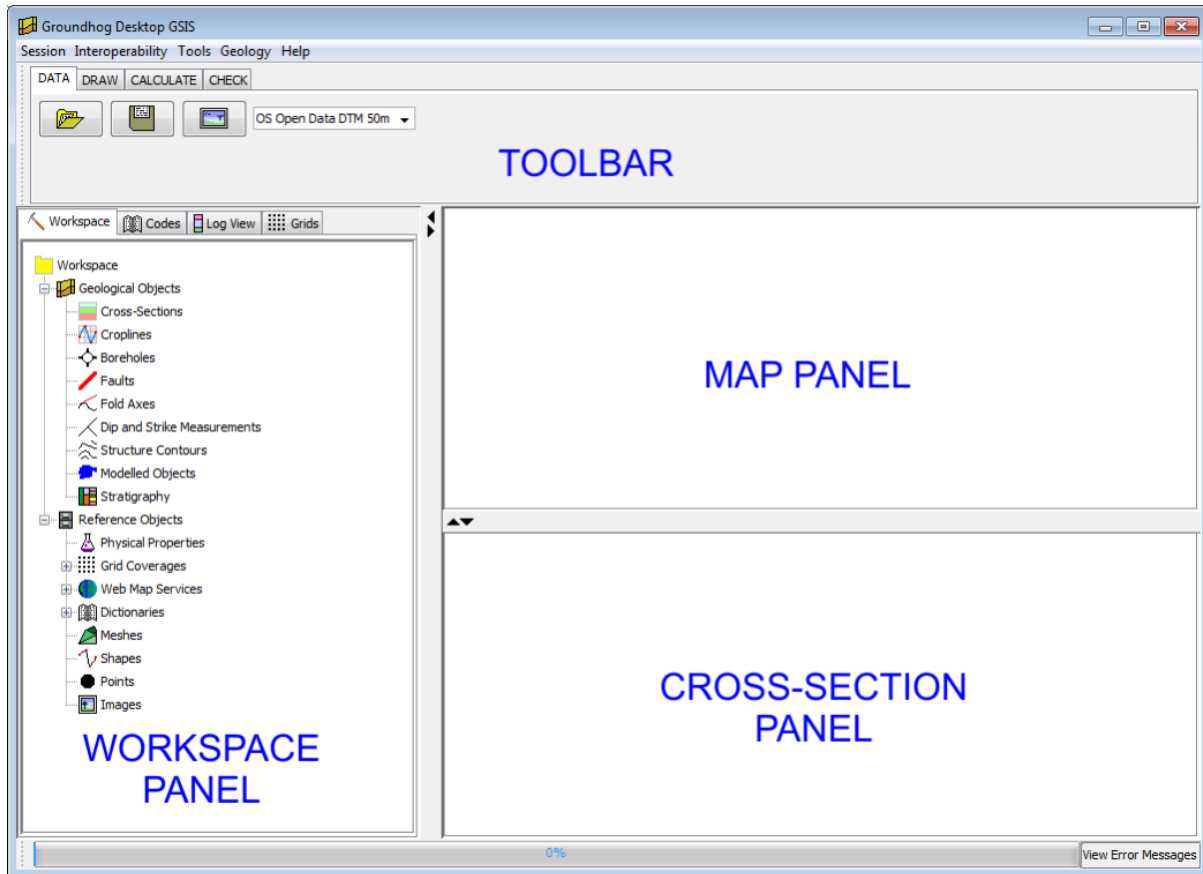 Groundhog Desktop GSIS
Session Interoperability Tools Geology Help
DATA DRAW CALCULATE CHECK
OS Open Data DTM 50m
TOOLBAR
Workspace Codes Log View Grids
Workspace
Geological Objects
Cross-Sections
Croplines
Boreholes
Faults
Fold Axes
Dip and Strike Measurements
Structure Contours
Modelled Objects
Stratigraphy
Reference Objects
Physical Properties
Grid Coverages
Web Map Services
Dictionaries
Meshes
Shapes
Points
Images
WORKSPACE
PANEL
MAP PANEL
CROSS-SECTION
PANEL
0%
View Error Messages